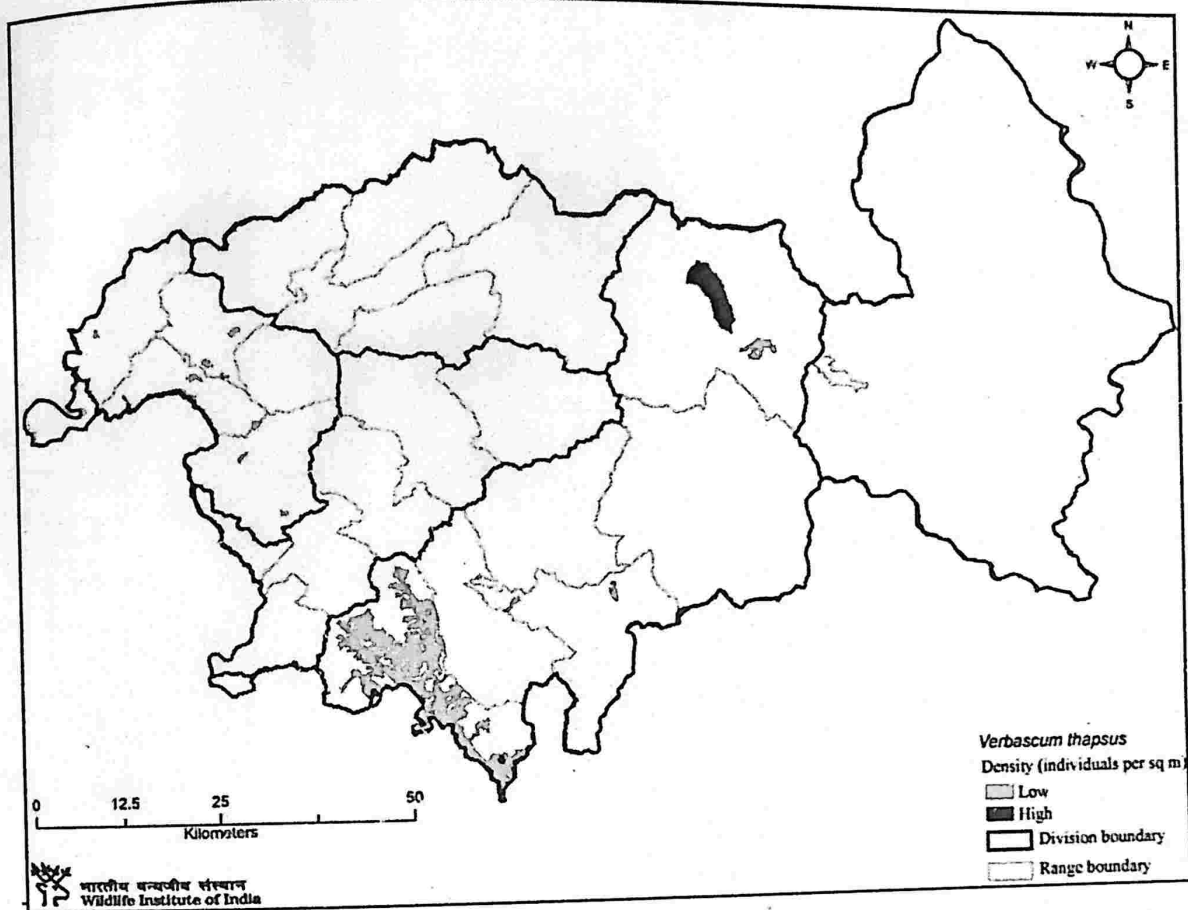 N
W E
S
Verbascum thapsus
Density (individuals per sq m)
Low
High
Division boundary
Range boundary
0 12.5 25 50
Kilometers
भारतीय वन्यजीव संस्थान
Wildlife Institute of India